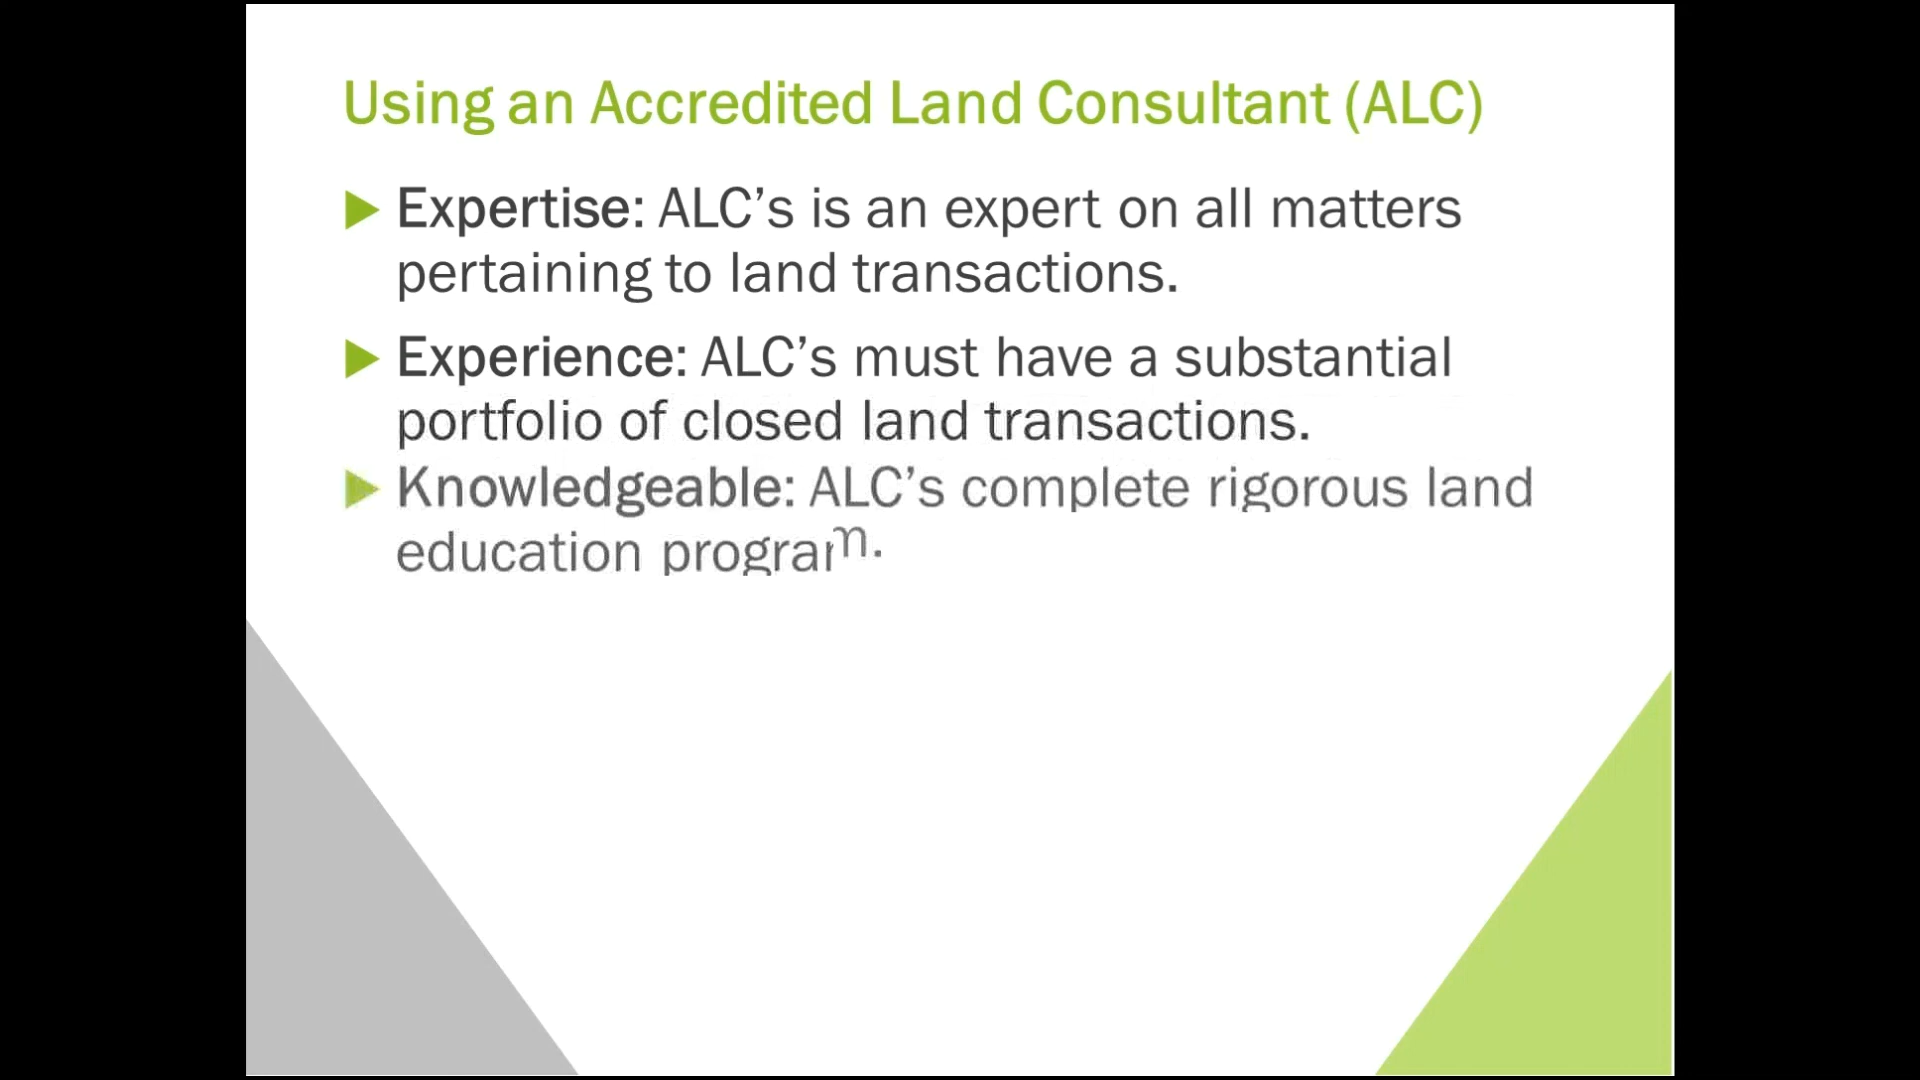 Using an Accredited Land Consultant (ALC)
Expertise: ALC’s is an expert on all matters
pertaining to land transactions.
Experience: ALC’s must have a substantial
portfolio of closed land transactions.
Knowledgeable: ALC’s complete rigorous land
education program.